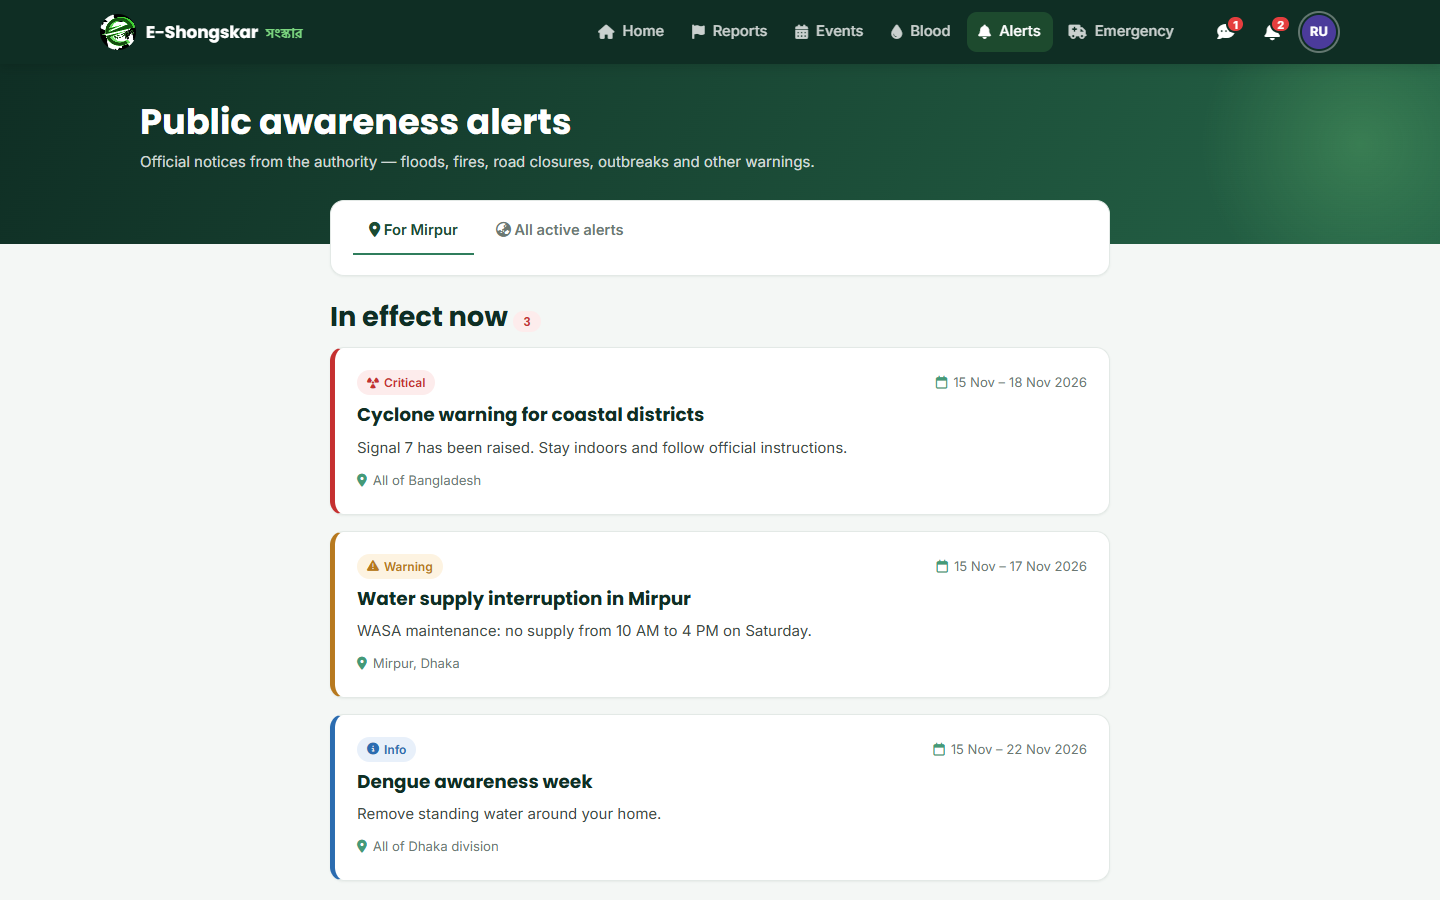 E-Shongskar সংস্কার
Home
Reports
Events
Blood
Alerts
Emergency
1
2
RU
Public awareness alerts
Official notices from the authority — floods, fires, road closures, outbreaks and other warnings.
For Mirpur
All active alerts
In effect now 3
Critical
15 Nov – 18 Nov 2026
Cyclone warning for coastal districts
Signal 7 has been raised. Stay indoors and follow official instructions.
All of Bangladesh
Warning
15 Nov – 17 Nov 2026
Water supply interruption in Mirpur
WASA maintenance: no supply from 10 AM to 4 PM on Saturday.
Mirpur, Dhaka
Info
15 Nov – 22 Nov 2026
Dengue awareness week
Remove standing water around your home.
All of Dhaka division